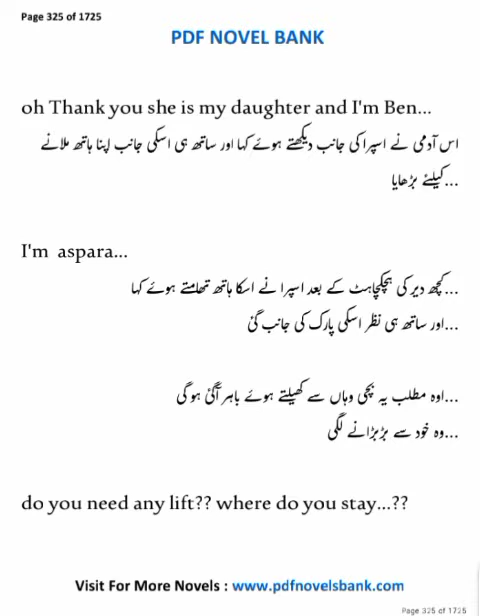 Page 325 of 1725
PDF NOVEL BANK
oh Thank you she is my daughter and I'm Ben...
اس آدمی نے اسپرا کی جانب دیکھتے ہوئے کہا اور ساتھ ہی اسکی جانب اپنا ہاتھ ملانے
کیلئے بڑھایا...
I'm aspara...
کچھ دیر کی ہچکچاہٹ کے بعد اسپرا نے اسکا ہاتھ تھامتے ہوئے کہا...
اور ساتھ ہی نظر اسکی پارک کی جانب گئ...
اوہ مطلب یہ بچی وہاں سے کھیلتے ہوئے باہر آگئ ہوگی...
وہ خود سے بڑبڑانے لگی...
do you need any lift?? where do you stay...??
Visit For More Novels : www.pdfnovelsbank.com
Page 325 of 1725